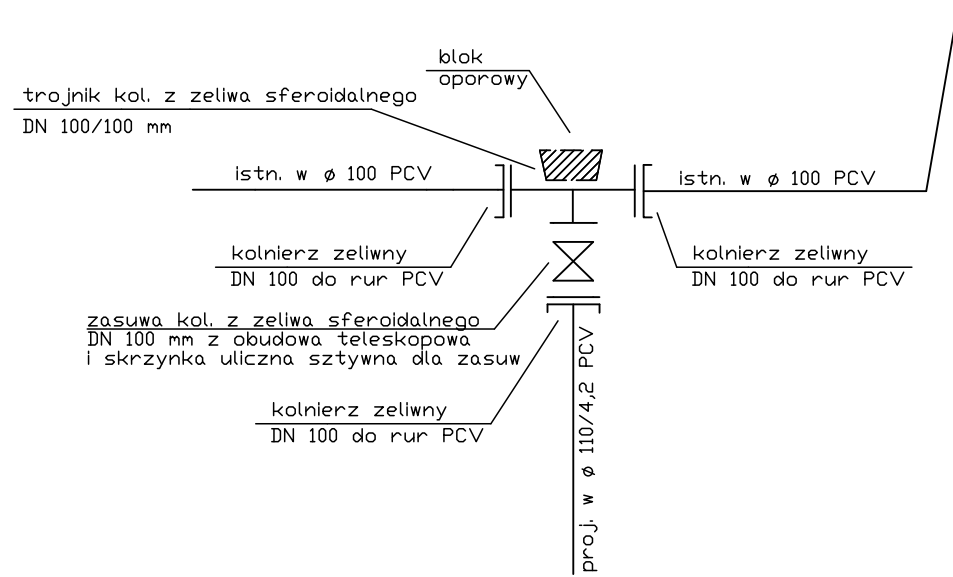 blok
oporowy
trojnik kol. z zeliwa sferoidalnego
DN 100/100 mm
istn. w ø 100 PCV
istn. w ø 100 PCV
kolnierz zeliwny
DN 100 do rur PCV
kolnierz zeliwny
DN 100 do rur PCV
zasuwa kol. z zeliwa sferoidalnego
DN 100 mm z obudowa teleskopowa
i skrzynka uliczna sztywna dla zasuw
kolnierz zeliwny
DN 100 do rur PCV
proj. w ø 110/4,2 PCV